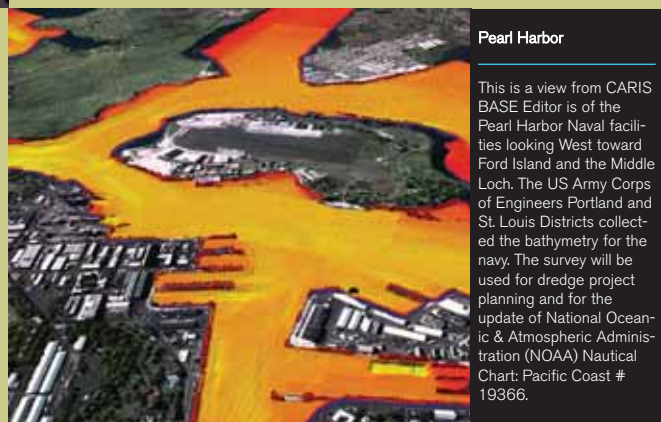 Pearl Harbor
This is a view from CARIS
BASE Editor is of the
Pearl Harbor Naval facili-
ties looking West toward
Ford Island and the Middle
Loch. The US Army Corps
of Engineers Portland and
St. Louis Districts collect-
ed the bathymetry for the
navy. The survey will be
used for dredge project
planning and for the
update of National Ocean-
ic & Atmospheric Adminis-
tration (NOAA) Nautical
Chart: Pacific Coast #
19366.